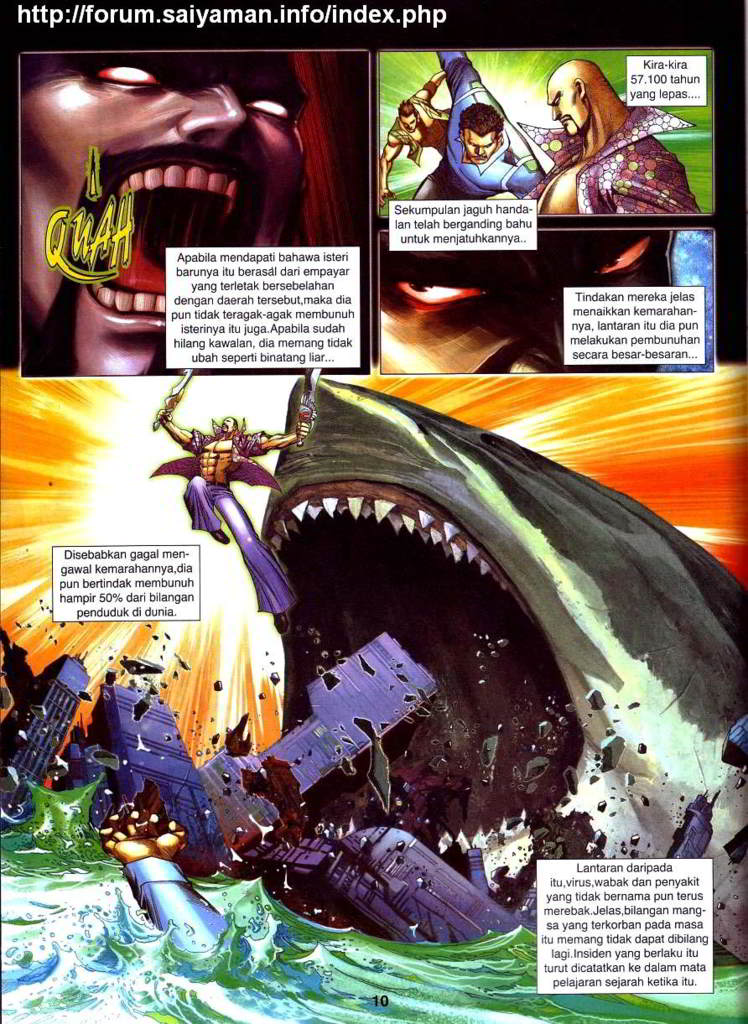 http://forum.saiyaman.info/index.php
QUAH
Apabila mendapati bahawa isteri
barunya itu berasal dari empayar
yang terletak bersebelahan
dengan daerah tersebut,maka dia
pun tidak teragak-agak membunuh
isterinya itu juga.Apabila sudah
hilang kawalan, dia memang tidak
ubah seperti binatang liar...
Kira-kira
57.100 tahun
yang lepas....
Sekumpulan jaguh handa-
lan telah berganding bahu
untuk menjatuhkannya..
Tindakan mereka jelas
menaikkan kemarahan-
nya, lantaran itu dia pun
melakukan pembunuhan
secara besar-besaran...
Disebabkan gagal men-
gawal kemarahannya,dia
pun bertindak membunuh
hampir 50% dari bilangan
penduduk di dunia.
Lantaran daripada
itu,virus,wabak dan penyakit
yang tidak bernama pun terus
merebak.Jelas,bilangan mang-
sa yang terkorban pada masa
itu memang tidak dapat dibilang
lagi.Insiden yang berlaku itu
turut dicatatkan ke dalam mata
pelajaran sejarah ketika itu.
10